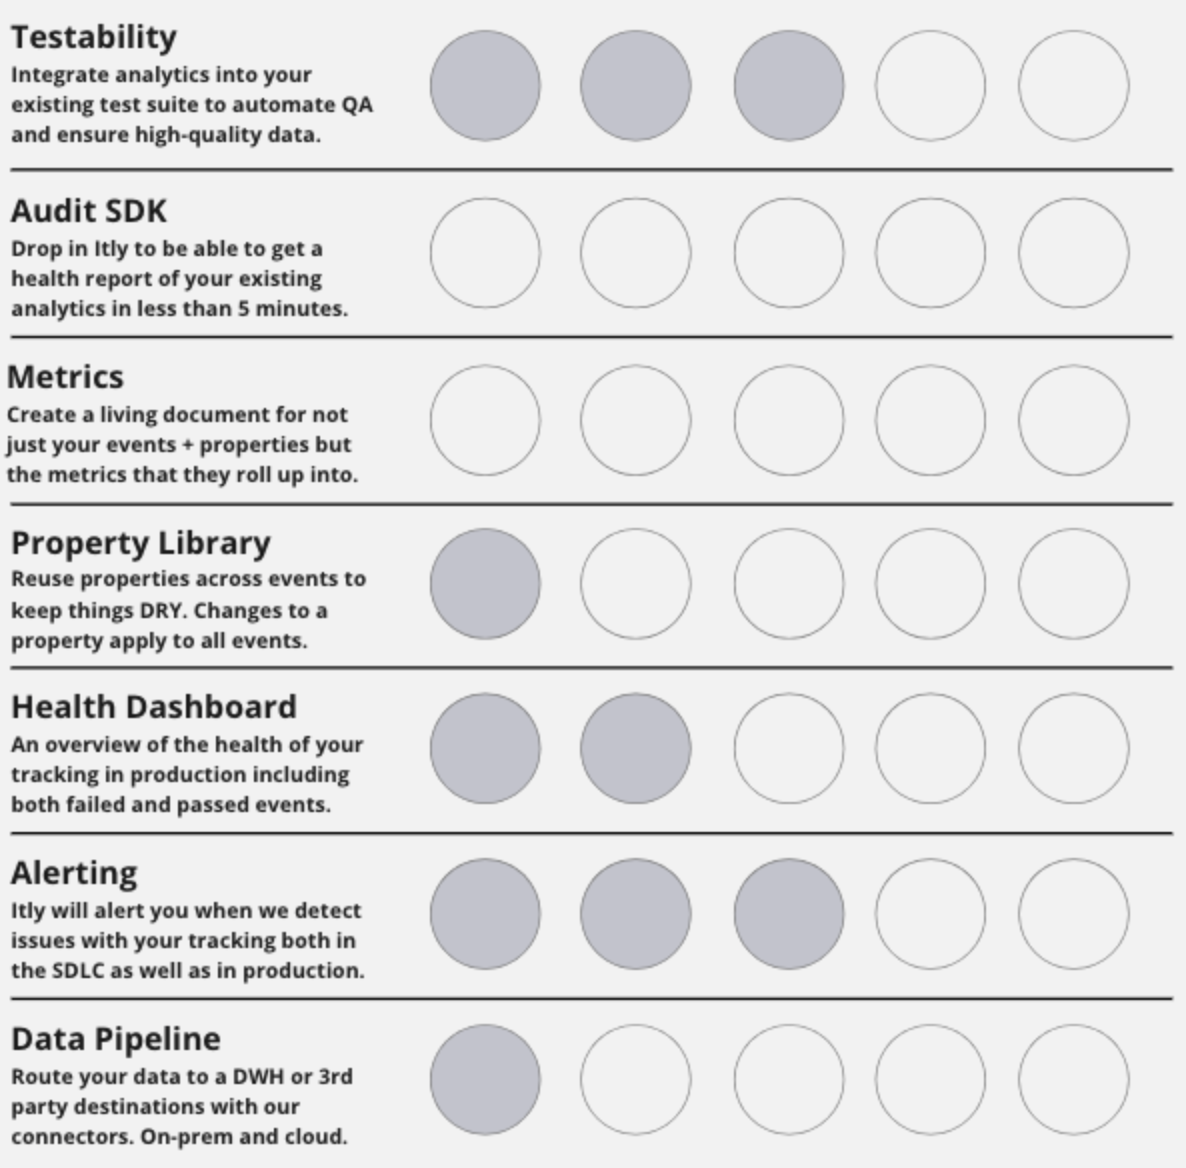 Testability
Integrate analytics into your
existing test suite to automate QA
and ensure high-quality data.
Audit SDK
Drop in Itly to be able to get a
health report of your existing
analytics in less than 5 minutes.
Metrics
Create a living document for not
just your events + properties but
the metrics that they roll up into.
Property Library
Reuse properties across events to
keep things DRY. Changes to a
property apply to all events.
Health Dashboard
An overview of the health of your
tracking in production including
both failed and passed events.
Alerting
Itly will alert you when we detect
issues with your tracking both in
the SDLC as well as in production.
Data Pipeline
Route your data to a DWH or 3rd
party destinations with our
connectors. On-prem and cloud.